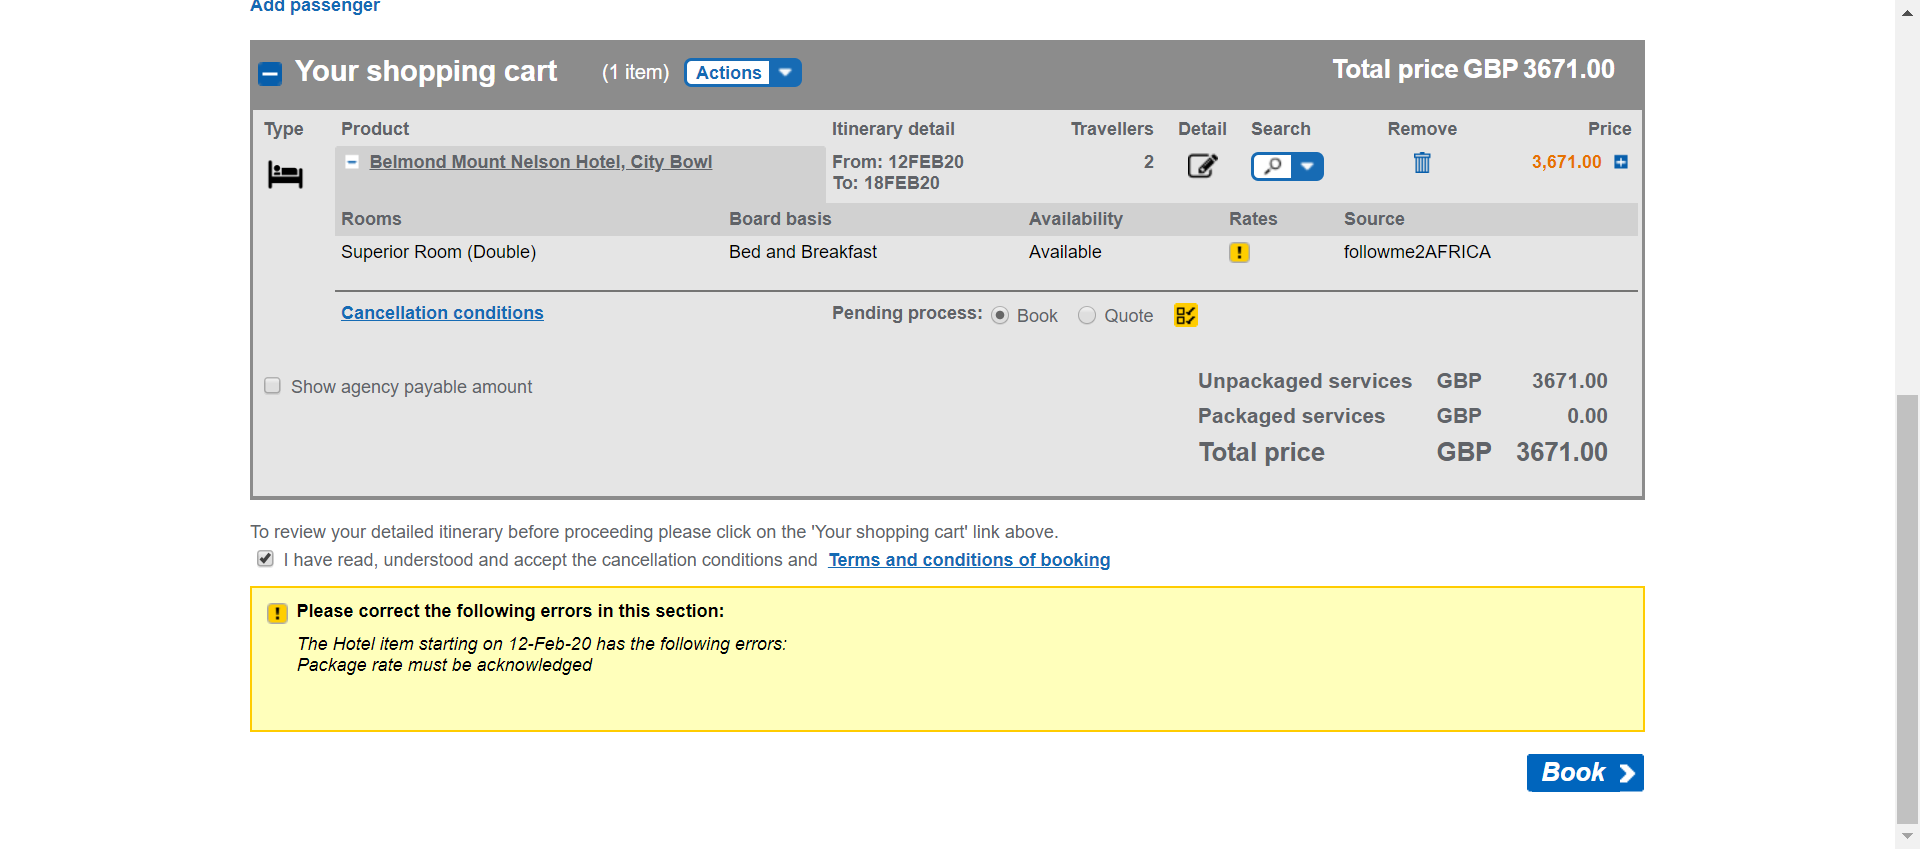 Add passenger
Your shopping cart (1 item) Actions Total price GBP 3671.00
Type Product Itinerary detail Travellers Detail Search Remove Price
Belmond Mount Nelson Hotel, City Bowl From: 12FEB20 2 3,671.00
To: 18FEB20
Rooms Board basis Availability Rates Source
Superior Room (Double) Bed and Breakfast Available ! followme2AFRICA
Cancellation conditions Pending process: Book Quote
Show agency payable amount
Unpackaged services GBP 3671.00
Packaged services GBP 0.00
Total price GBP 3671.00
To review your detailed itinerary before proceeding please click on the 'Your shopping cart' link above.
I have read, understood and accept the cancellation conditions and Terms and conditions of booking
! Please correct the following errors in this section:
The Hotel item starting on 12-Feb-20 has the following errors:
Package rate must be acknowledged
Book